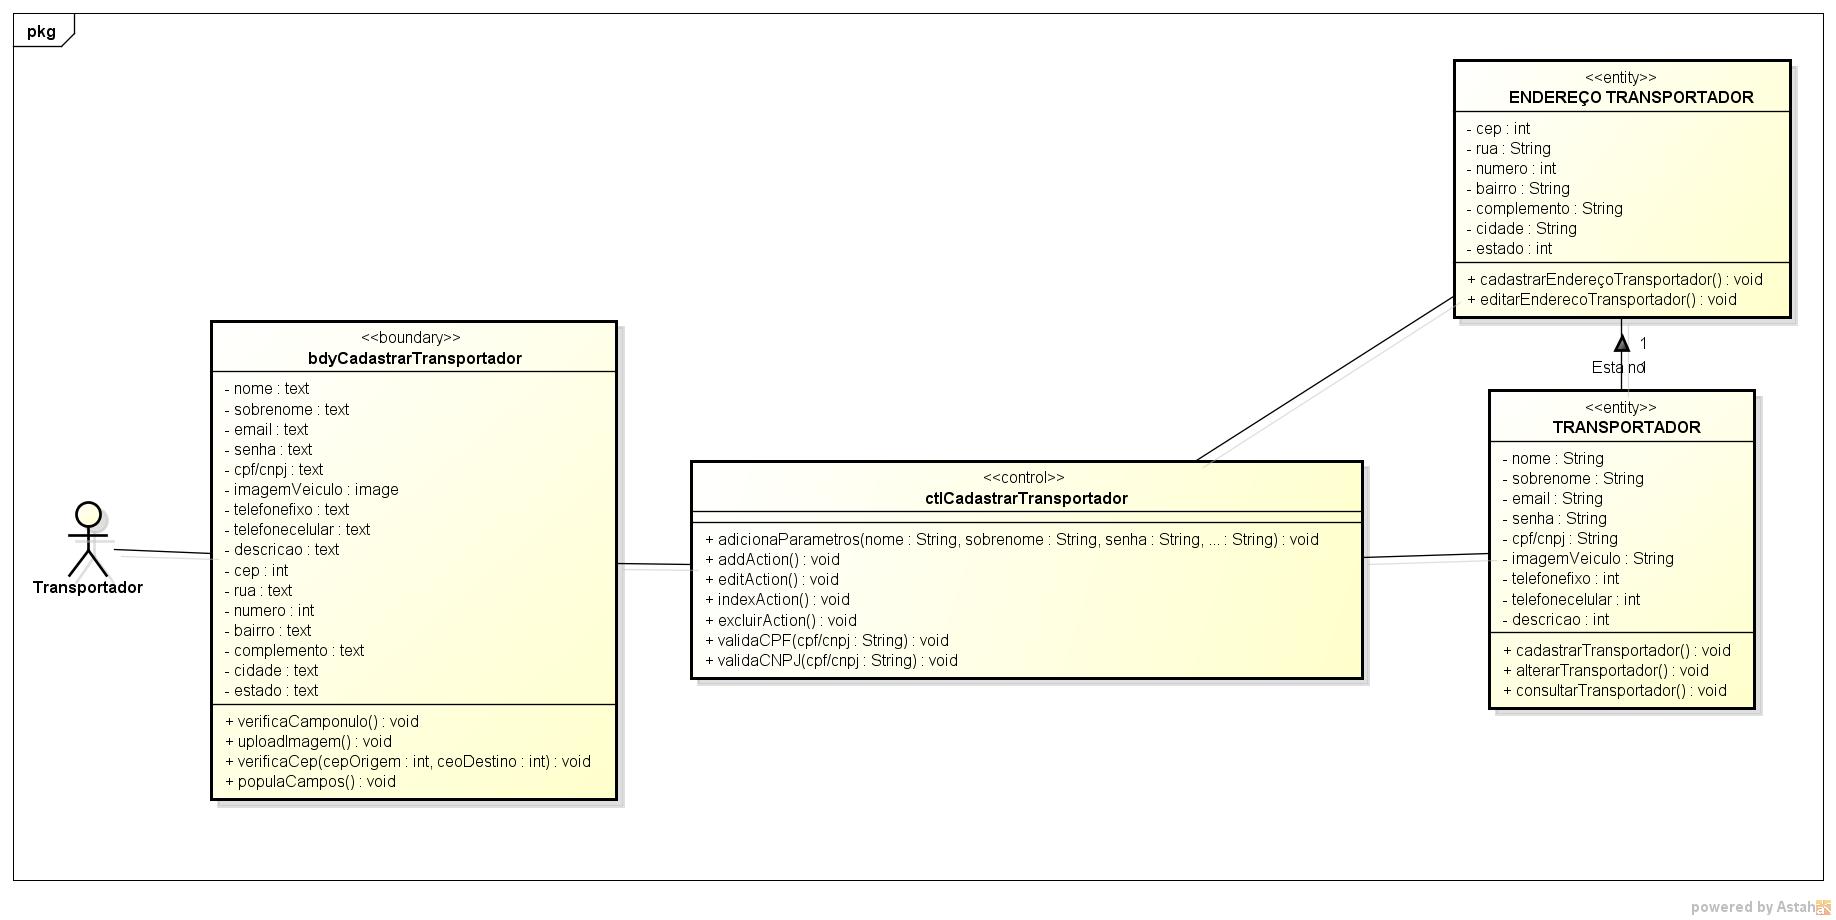 pkg
Transportador
<<boundary>>
bdyCadastrarTransportador
- nome : text
- sobrenome : text
- email : text
- senha : text
- cpf/cnpj : text
- imagemVeiculo : image
- telefonefixo : text
- telefonecelular : text
- descricao : text
- cep : int
- rua : text
- numero : int
- bairro : text
- complemento : text
- cidade : text
- estado : text
+ verificaCamponulo() : void
+ uploadImagem() : void
+ verificaCep(cepOrigem : int, ceoDestino : int) : void
+ populaCampos() : void
<<control>>
ctlCadastrarTransportador
+ adicionaParametros(nome : String, sobrenome : String, senha : String, ... : String) : void
+ addAction() : void
+ editAction() : void
+ indexAction() : void
+ excluirAction() : void
+ validaCPF(cpf/cnpj : String) : void
+ validaCNPJ(cpf/cnpj : String) : void
<<entity>>
ENDEREÇO TRANSPORTADOR
- cep : int
- rua : String
- numero : int
- bairro : String
- complemento : String
- cidade : String
- estado : int
+ cadastrarEndereçoTransportador() : void
+ editarEnderecoTransportador() : void
1
Esta no
1
<<entity>>
TRANSPORTADOR
- nome : String
- sobrenome : String
- email : String
- senha : String
- cpf/cnpj : String
- imagemVeiculo : String
- telefonefixo : int
- telefonecelular : int
- descricao : int
+ cadastrarTransportador() : void
+ alterarTransportador() : void
+ consultarTransportador() : void
powered by Astah